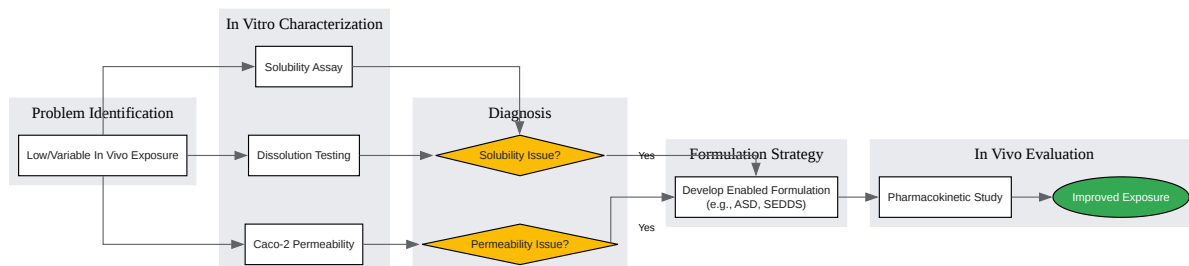 In Vitro Characterization
Solubility Assay
Problem Identification
Low/Variable In Vivo Exposure
Dissolution Testing
Caco-2 Permeability
Diagnosis
Solubility Issue?
Permeability Issue?
Yes
Yes
Formulation Strategy
Develop Enabled Formulation
(e.g., ASD, SEDDS)
In Vivo Evaluation
Pharmacokinetic Study
Improved Exposure